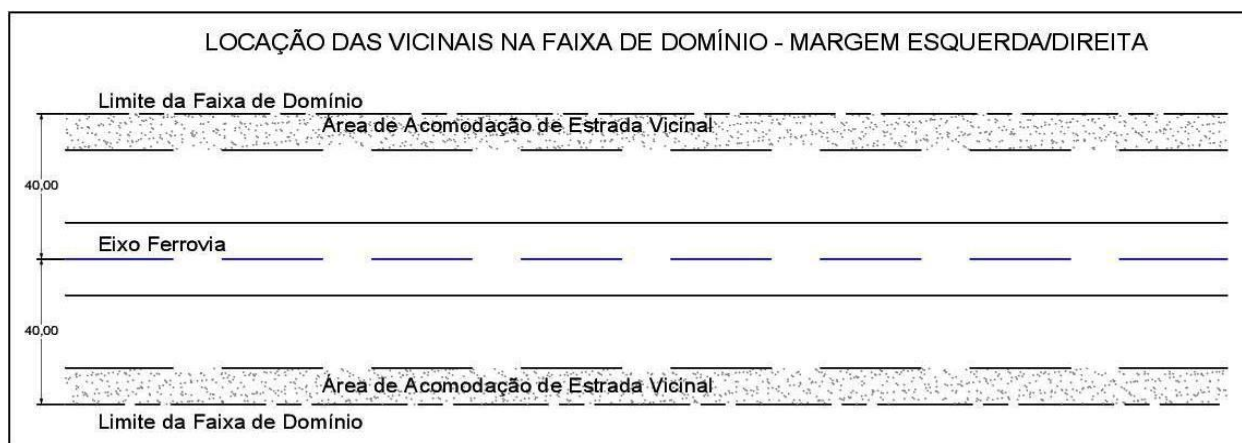 LOCAÇÃO DAS VICINAIS NA FAIXA DE DOMÍNIO - MARGEM ESQUERDA/DIREITA
Limite da Faixa de Domínio
Área de Acomodação de Estrada Vicinal
40,00
Eixo Ferrovia
40,00
Área de Acomodação de Estrada Vicinal
Limite da Faixa de Domínio